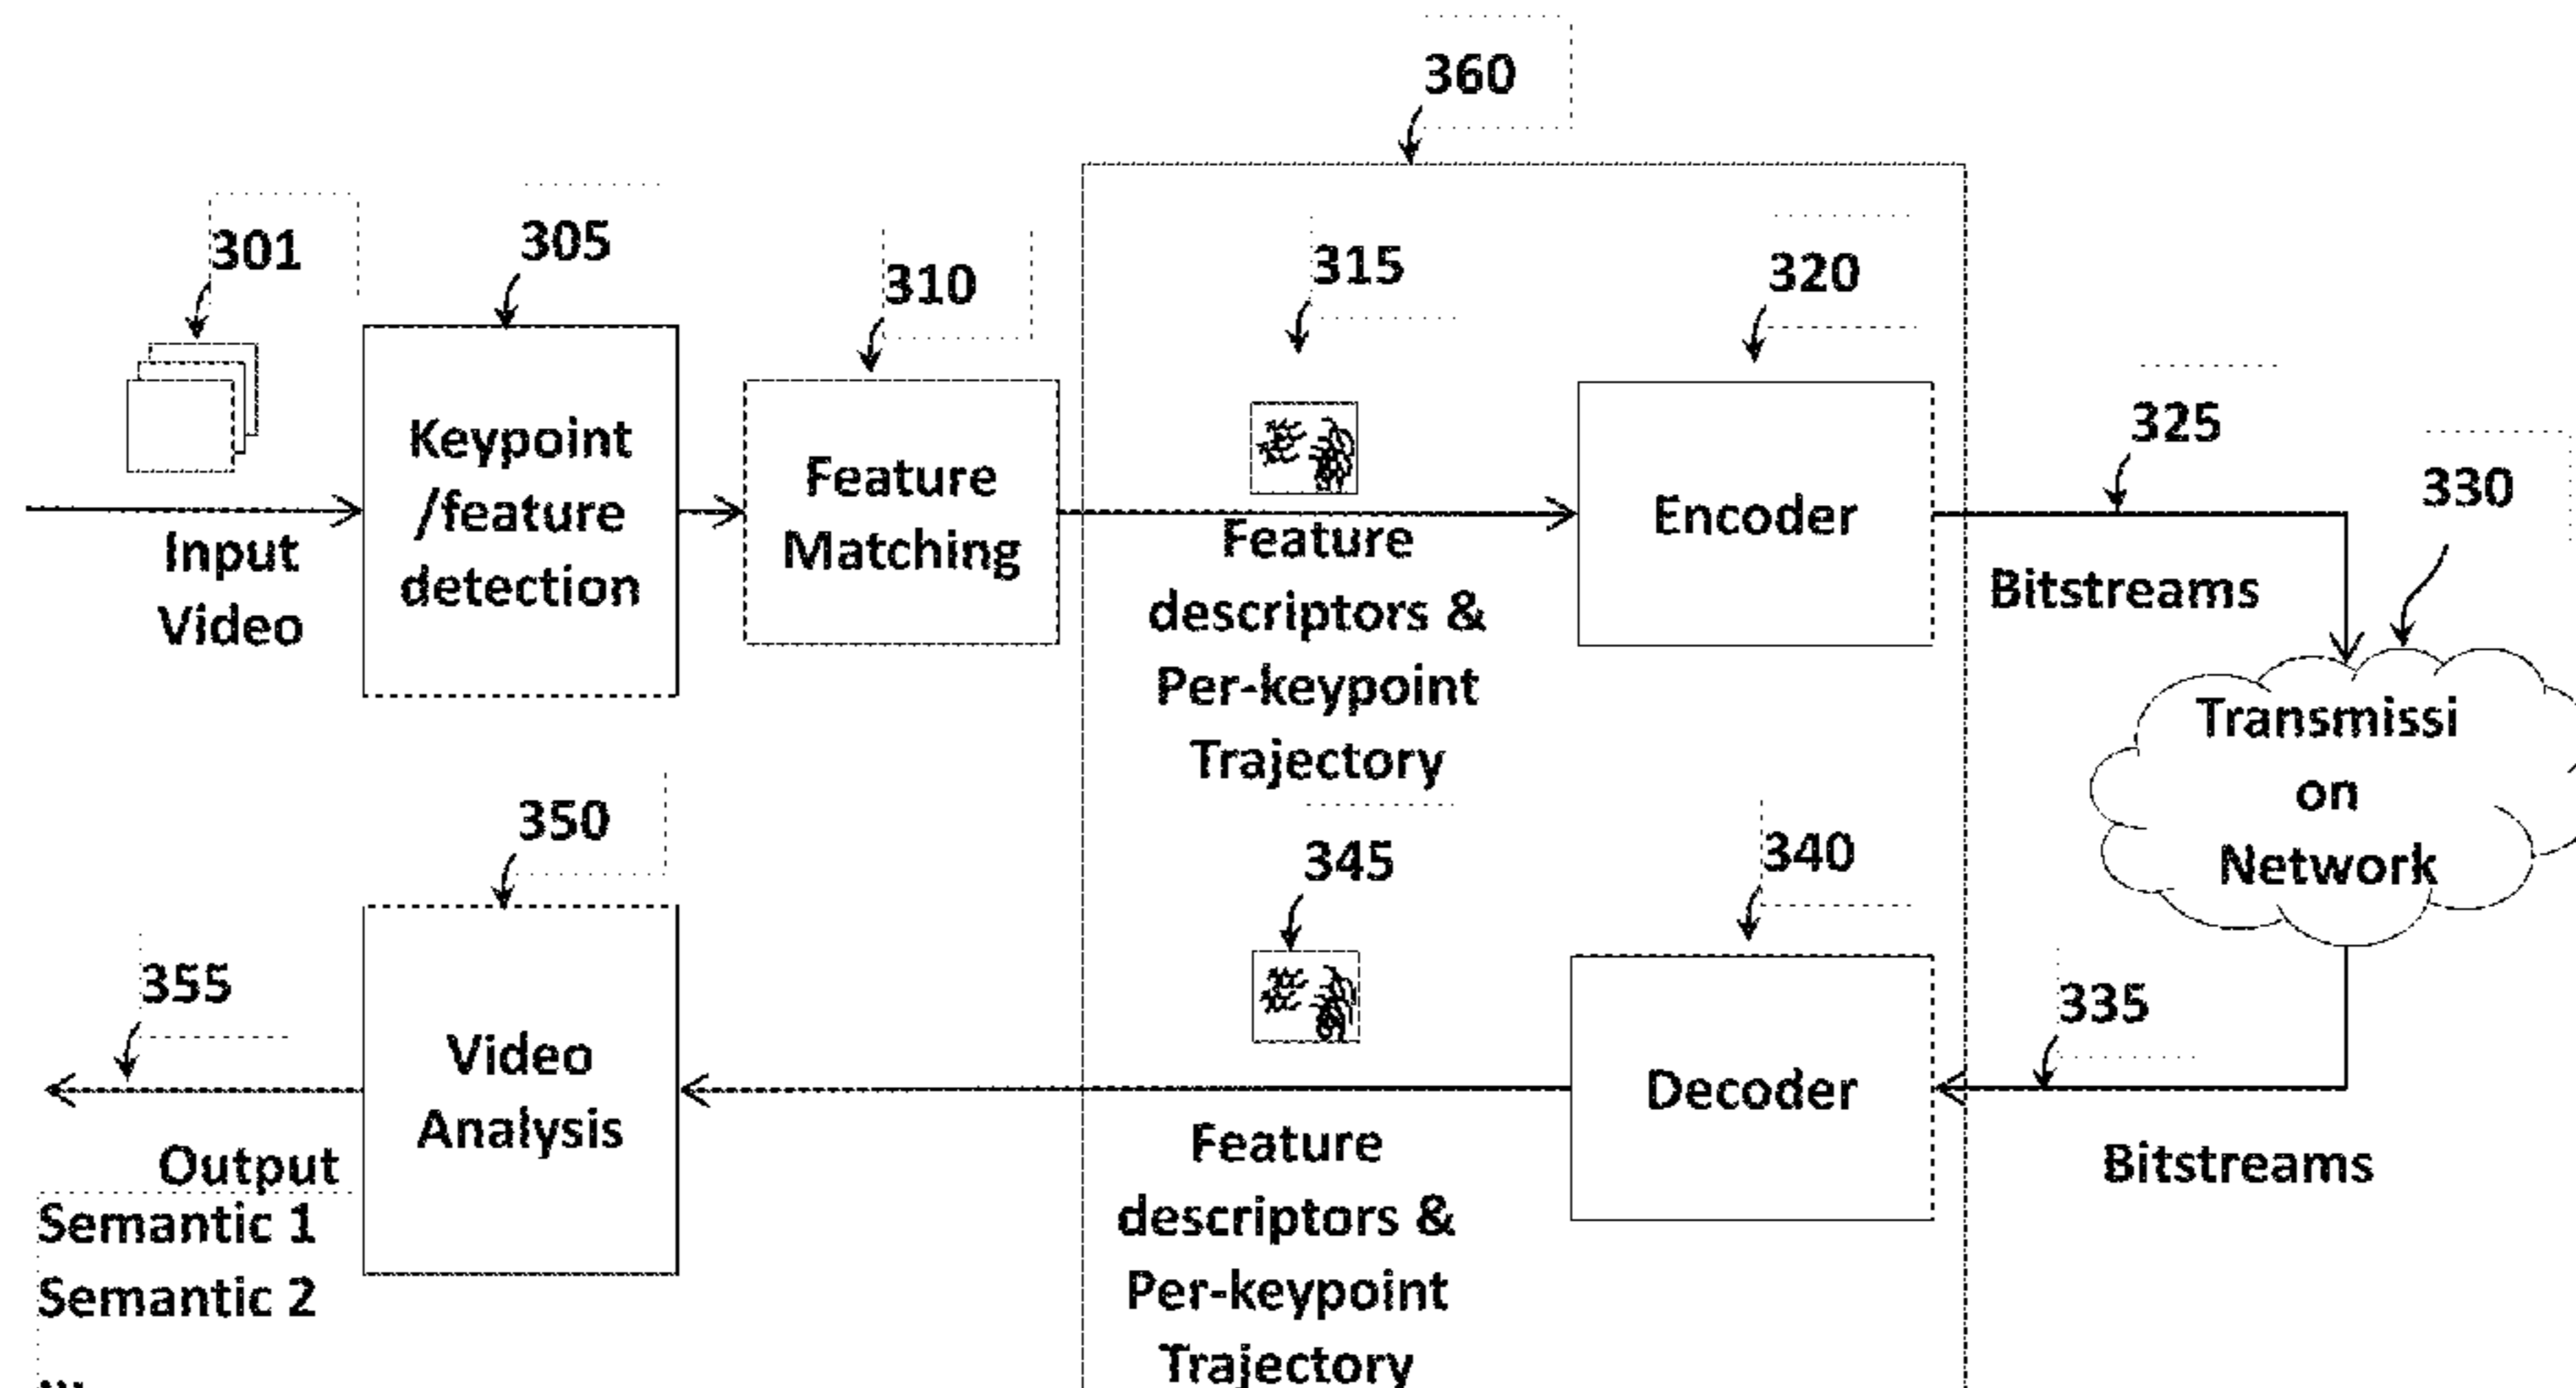 360
301
305
310
315
320
325
330
Input
Video
Keypoint
/feature
detection
Feature
Matching
Feature
descriptors &
Per-keypoint
Trajectory
Encoder
Bitstreams
Transmissi
on
Network
355
350
345
340
335
Output
Semantic 1
Semantic 2
...
Video
Analysis
Feature
descriptors &
Per-keypoint
Trajectory
Decoder
Bitstreams